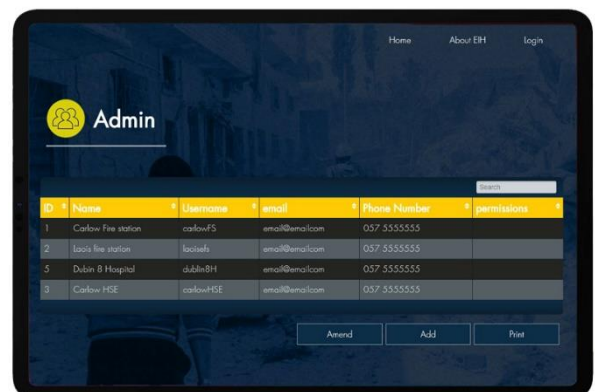 Home About EIH Login
Admin
Search
ID Name Username email Phone Number permissions
1 Carlow Fire station carlowFS email@emailcom 057 5555555
2 Laois fire station laoisefs email@emailcom 057 5555555
5 Dubin 8 Hospital dublin8H email@emailcom 057 5555555
3 Carlow HSE carlowHSE email@emailcom 057 5555555
Amend Add Print